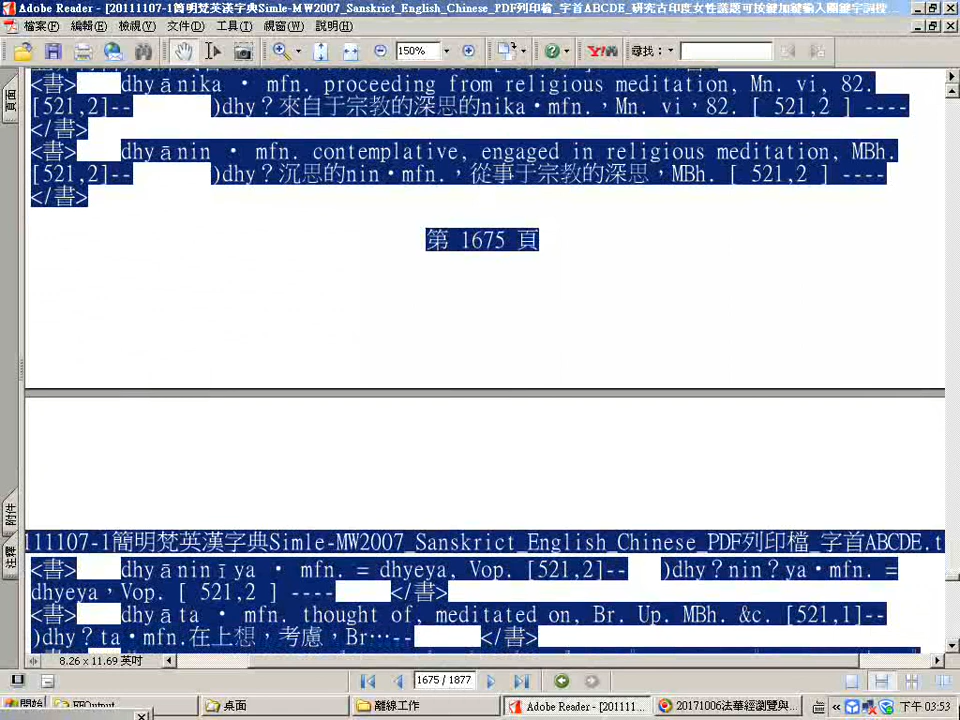 Adobe Reader - [20111107-1簡明梵英漢字典Simle-MW2007_Sanskrict_English_Chinese_PDF列印檔_字首ABCDE_研究古印度女性議題可按鍵加鍵輸入關鍵字詞搜
檔案(F) 編輯(E) 檢視(V) 文件(D) 工具(T) 視窗(W) 說明(H)
150% 尋找:
頁面
<書> dhyānika ‧ mfn. proceeding from religious meditation, Mn. vi, 82.
[521,2]-- )dhy？來自于宗教的深思的nika‧mfn.，Mn. vi，82. [ 521,2 ] ----
</書>
<書> dhyānin ‧ mfn. contemplative, engaged in religious meditation, MBh.
[521,2]-- )dhy？沉思的nin‧mfn.，從事于宗教的深思，MBh. [ 521,2 ] ----
</書>
第 1675 頁
附件
注釋
111107-1簡明梵英漢字典Simle-MW2007_Sanskrict_English_Chinese_PDF列印檔_字首ABCDE.t
<書> dhyāninīya ‧ mfn. = dhyeya, Vop. [521,2]-- )dhy？nin？ya‧mfn. =
dhyeya，Vop. [ 521,2 ] ---- </書>
<書> dhyāta ‧ mfn. thought of, meditated on, Br. Up. MBh. &c. [521,1]--
)dhy？ta‧mfn.在上想，考慮，Br…-- </書>
8.26 x 11.69 英吋
1675 / 1877
開始 FFOutput 桌面 離線工作 Adobe Reader - [201111... 20171006法華經瀏覽與... 下午 03:53